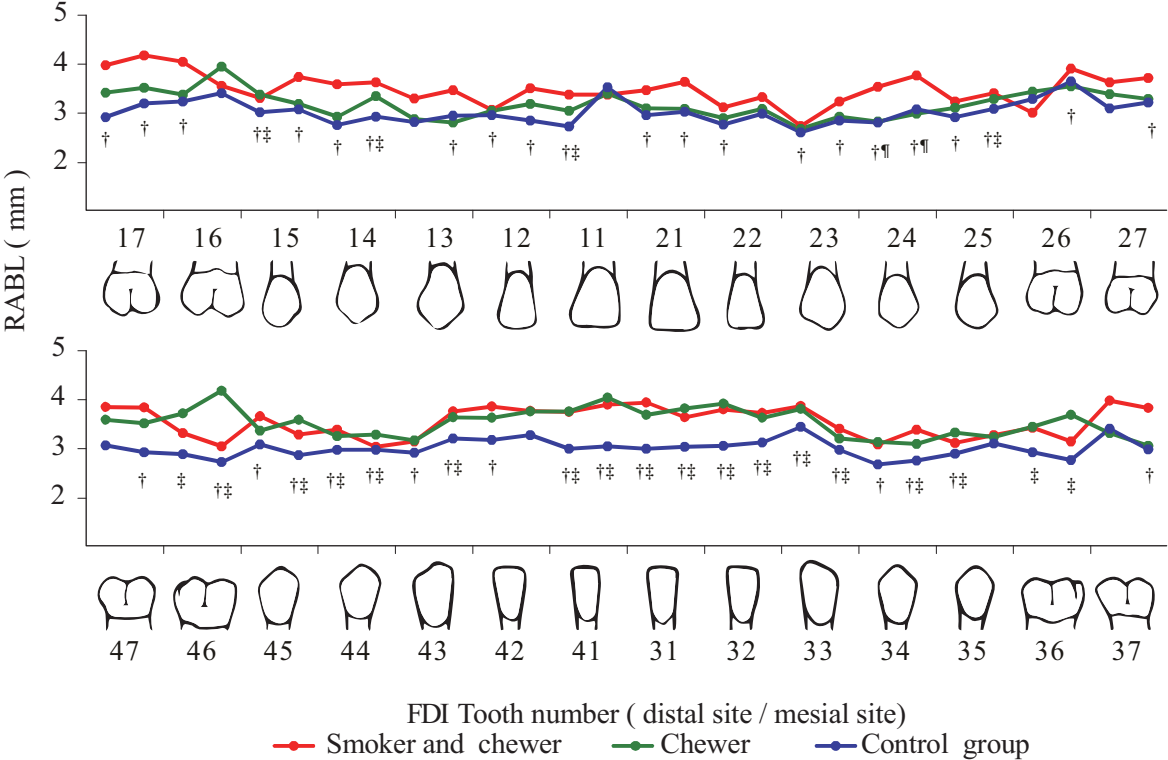 RABL ( mm )
5
4
3
2
† † † †‡ † † †‡ † † † †‡ † † † † † †¶ †¶ † †‡ † †
17 16 15 14 13 12 11 21 22 23 24 25 26 27
5
4
3
2
† ‡ †‡ † †‡ †‡ †‡ † †‡ † †‡ †‡ †‡ †‡ †‡ †‡ †‡ †‡ † †‡ †‡ ‡ ‡ †
47 46 45 44 43 42 41 31 32 33 34 35 36 37
FDI Tooth number ( distal site / mesial site)
Smoker and chewer Chewer Control group